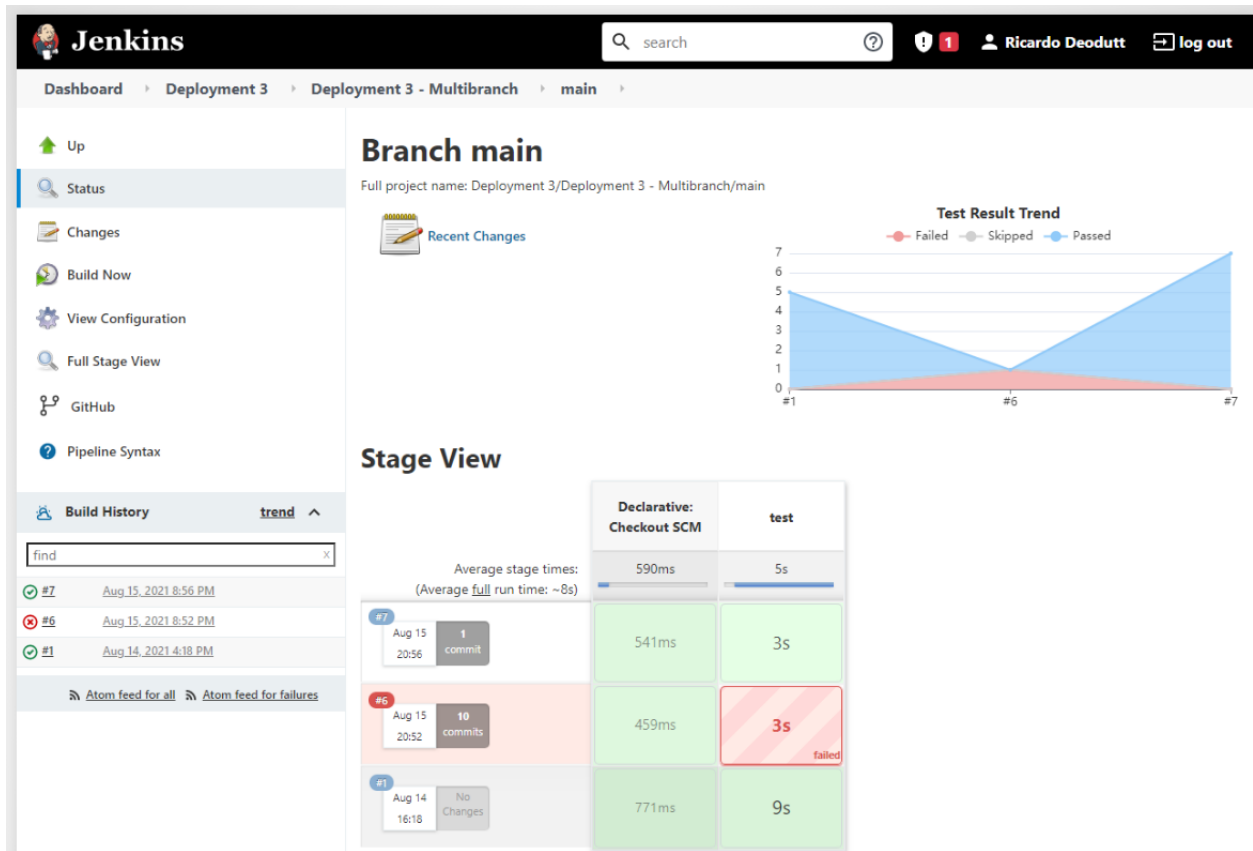 Jenkins
search
1
Ricardo Deodutt
log out
Dashboard
Deployment 3
Deployment 3 - Multibranch
main
Up
Status
Changes
Build Now
View Configuration
Full Stage View
GitHub
Pipeline Syntax
Build History
trend
find
x
#7
Aug 15, 2021 8:56 PM
#6
Aug 15, 2021 8:52 PM
#1
Aug 14, 2021 4:18 PM
Atom feed for all
Atom feed for failures
Branch main
Full project name: Deployment 3/Deployment 3 - Multibranch/main
Recent Changes
Test Result Trend
Failed
Skipped
Passed
7
6
5
4
3
2
1
0
#1
#6
#7
Stage View
Declarative:
Checkout SCM
test
Average stage times:
(Average full run time: ~8s)
590ms
5s
#7
Aug 15
20:56
1
commit
541ms
3s
#6
Aug 15
20:52
10
commits
459ms
3s
failed
#1
Aug 14
16:18
No
Changes
771ms
9s